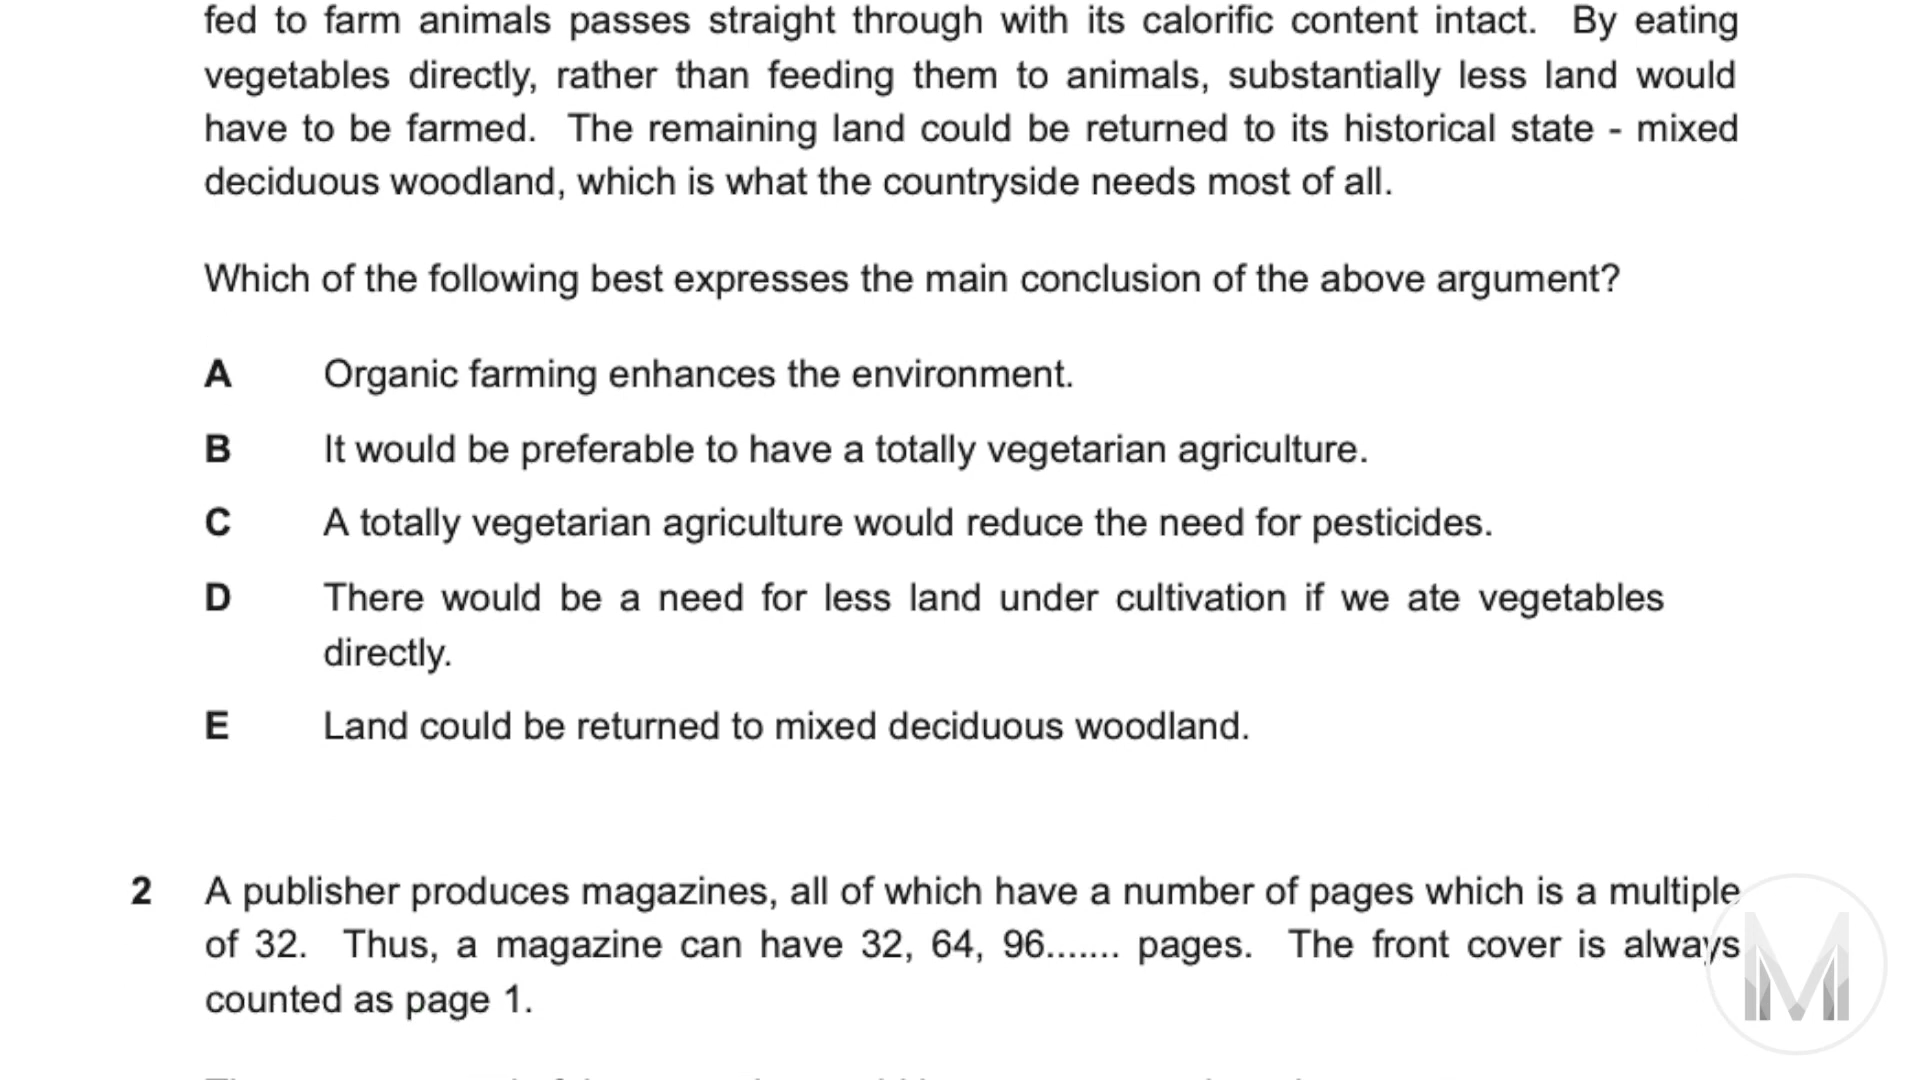 fed to farm animals passes straight through with its calorific content intact. By eating
vegetables directly, rather than feeding them to animals, substantially less land would
have to be farmed. The remaining land could be returned to its historical state - mixed
deciduous woodland, which is what the countryside needs most of all.
Which of the following best expresses the main conclusion of the above argument?
A Organic farming enhances the environment.
B It would be preferable to have a totally vegetarian agriculture.
C A totally vegetarian agriculture would reduce the need for pesticides.
D There would be a need for less land under cultivation if we ate vegetables
directly.
E Land could be returned to mixed deciduous woodland.
2 A publisher produces magazines, all of which have a number of pages which is a multiple
of 32. Thus, a magazine can have 32, 64, 96....... pages. The front cover is always
counted as page 1.
M